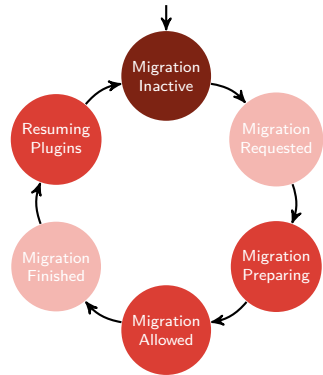 Migration
Inactive
Migration
Requested
Migration
Preparing
Migration
Allowed
Migration
Finished
Resuming
Plugins